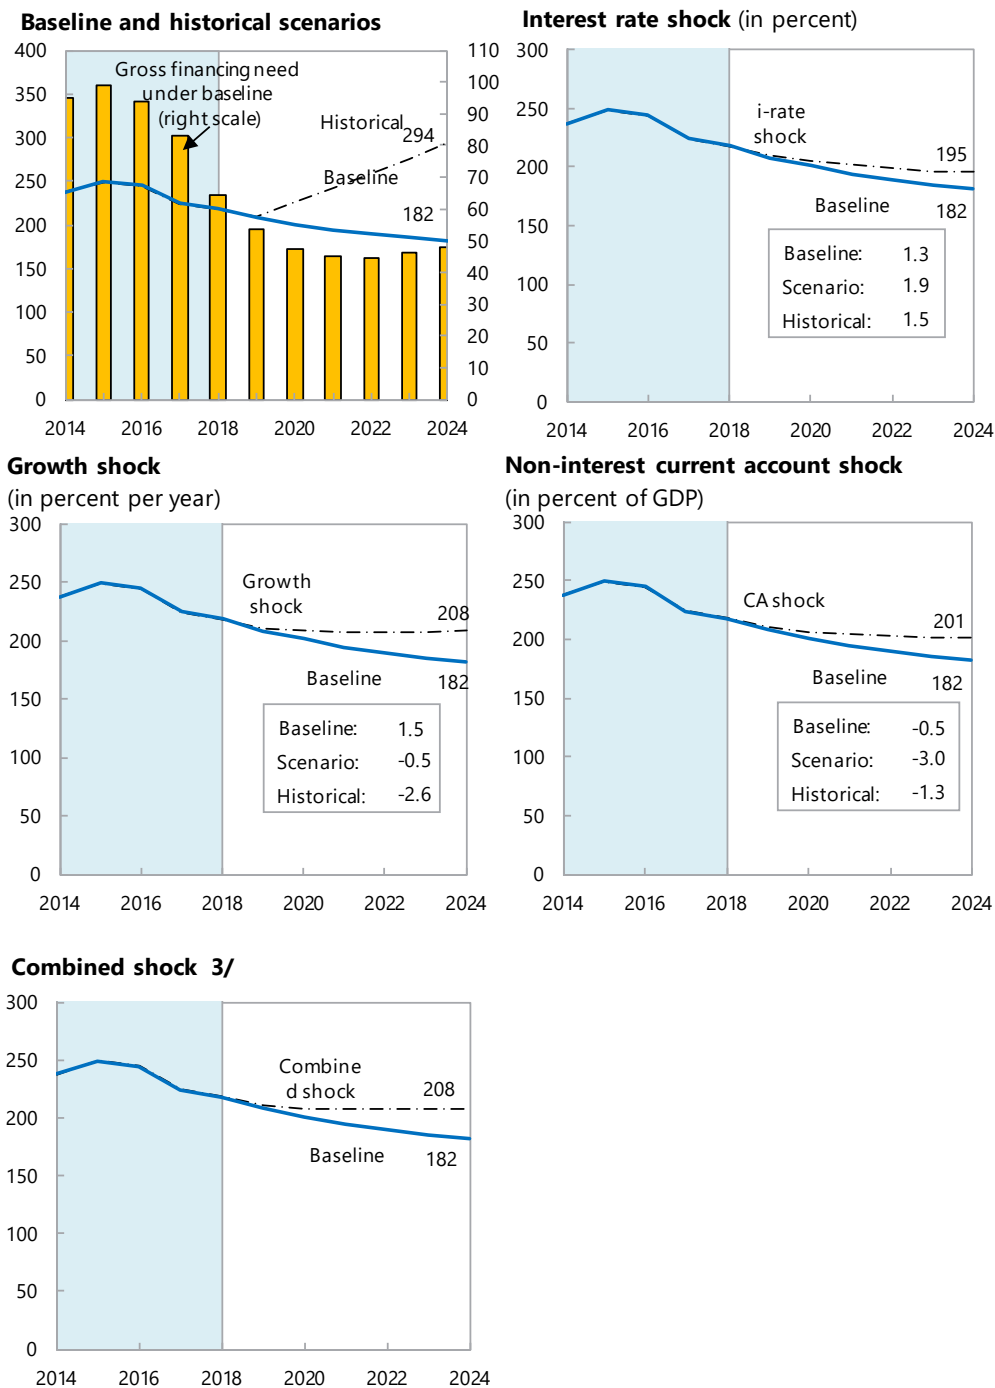 Baseline and historical scenarios
400
350
300
250
200
150
100
50
0
110
100
90
80
70
60
50
40
30
20
10
0
Gross financing need
under baseline
(right scale)
Historical
294
Baseline
182
2014 2016 2018 2020 2022 2024
Interest rate shock (in percent)
300
250
200
150
100
50
0
i-rate
shock
195
Baseline
182
Baseline: 1.3
Scenario: 1.9
Historical: 1.5
2014 2016 2018 2020 2022 2024
Growth shock
(in percent per year)
300
250
200
150
100
50
0
Growth
shock
208
Baseline
182
Baseline: 1.5
Scenario: -0.5
Historical: -2.6
2014 2016 2018 2020 2022 2024
Non-interest current account shock
(in percent of GDP)
300
250
200
150
100
50
0
CA shock
201
Baseline
182
Baseline: -0.5
Scenario: -3.0
Historical: -1.3
2014 2016 2018 2020 2022 2024
Combined shock 3/
300
250
200
150
100
50
0
Combine
d shock
208
Baseline
182
2014 2016 2018 2020 2022 2024